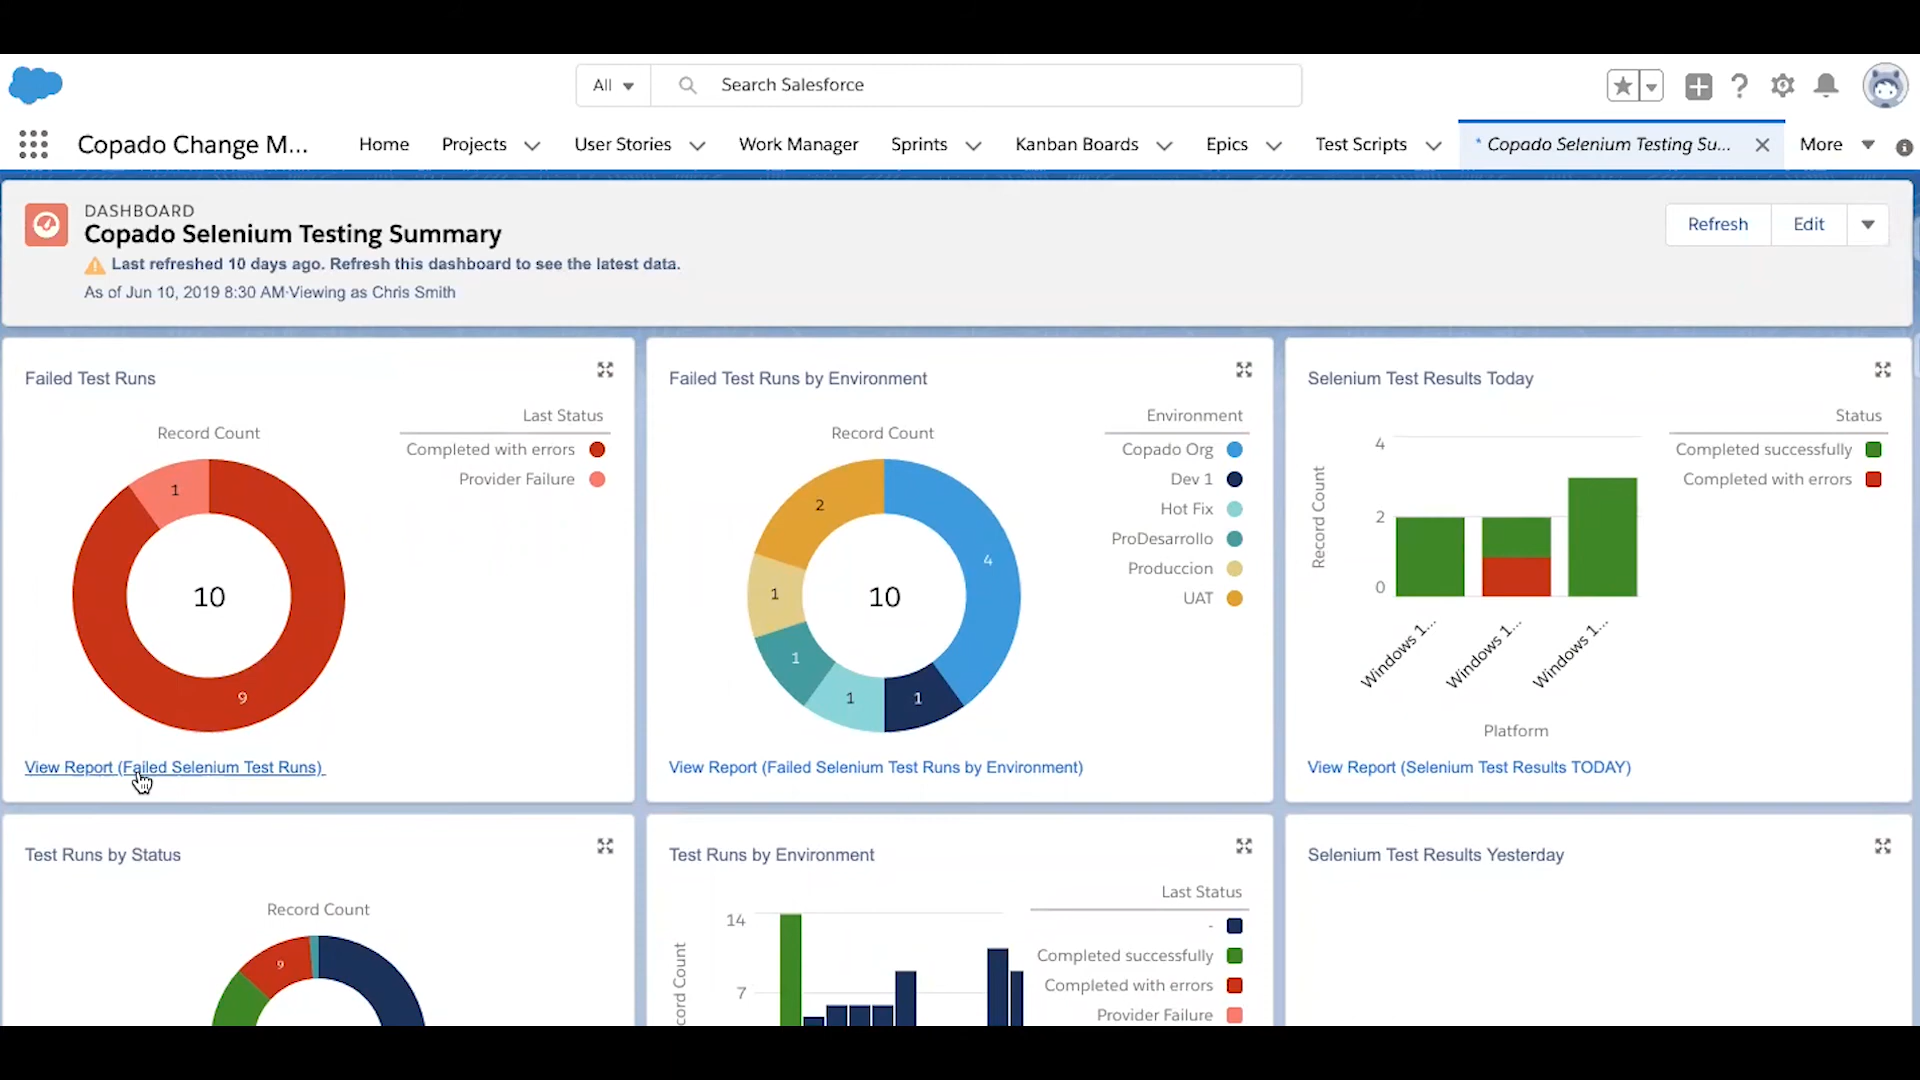 All
Search Salesforce
Copado Change M...
Home
Projects
User Stories
Work Manager
Sprints
Kanban Boards
Epics
Test Scripts
* Copado Selenium Testing Su...
More
DASHBOARD
Copado Selenium Testing Summary
Last refreshed 10 days ago. Refresh this dashboard to see the latest data.
As of Jun 10, 2019 8:30 AM·Viewing as Chris Smith
Refresh
Edit
Failed Test Runs
Last Status
Record Count
Completed with errors
Provider Failure
1
10
9
View Report (Failed Selenium Test Runs)
Failed Test Runs by Environment
Environment
Record Count
Copado Org
Dev 1
Hot Fix
ProDesarrollo
Produccion
UAT
2
4
1
10
1
1
1
View Report (Failed Selenium Test Runs by Environment)
Selenium Test Results Today
Status
Completed successfully
Completed with errors
4
2
0
Record Count
Windows 1...
Windows 1...
Windows 1...
Platform
View Report (Selenium Test Results TODAY)
Test Runs by Status
Record Count
9
Test Runs by Environment
Last Status
-
Completed successfully
Completed with errors
Provider Failure
14
7
cord Count
Selenium Test Results Yesterday